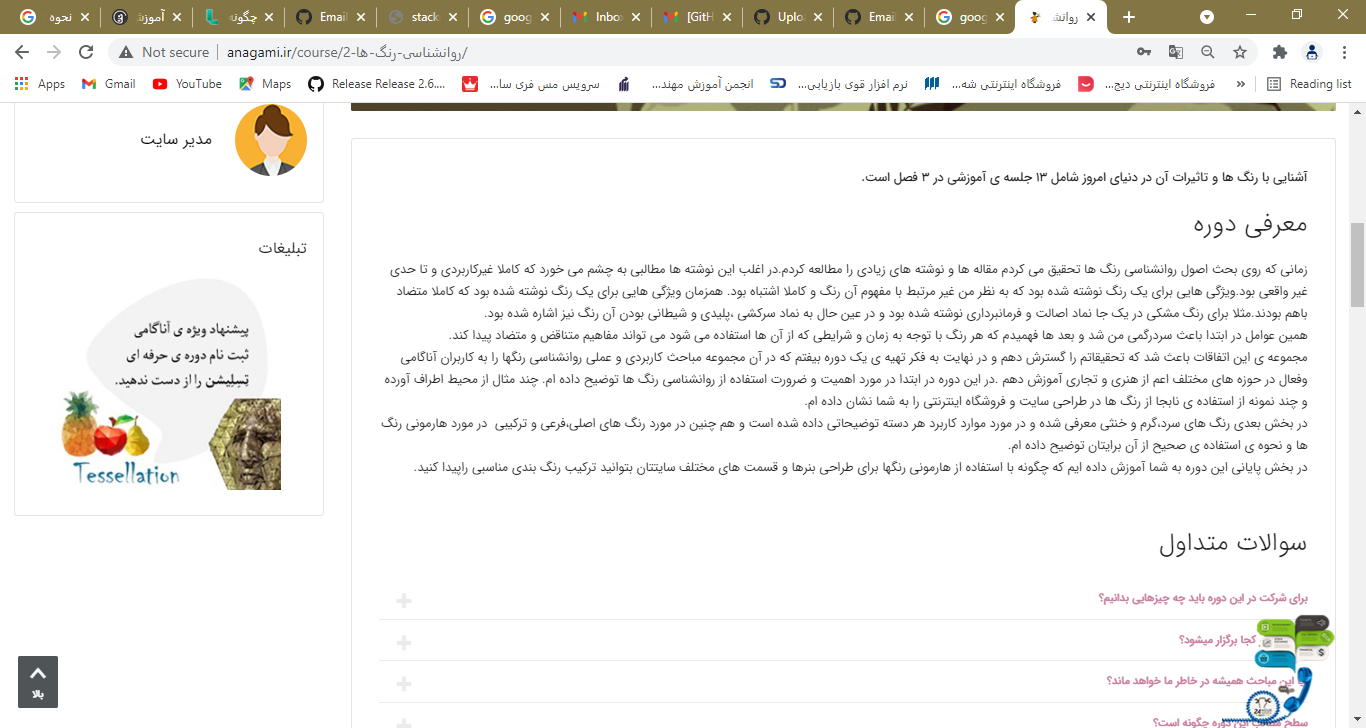 نحوه
آموزش
چگونه
Email
stack
goog
Inbox
[GitH
Uplo
Email
goog
روانش
Not secure
anagami.ir/course/2-روانشناسی-رنگ-ها/
Apps
Gmail
YouTube
Maps
Release Release 2.6....
سرویس مس فری سا...
انجمن آموزش مهند...
نرم افزار قوی بازیابی...
فروشگاه اینترنتی شه...
فروشگاه اینترنتی دیج...
»
Reading list
مدیر سایت
تبلیغات
پیشنهاد ویژه ی آناگامی
ثبت نام دوره ی حرفه ای
تِسِلِیشن را از دست ندهید.
Tessellation
آشنایی با رنگ ها و تاثیرات آن در دنیای امروز شامل ۱۳ جلسه ی آموزشی در ۳ فصل است.
معرفی دوره
زمانی که روی بحث اصول روانشناسی رنگ ها تحقیق می کردم مقاله ها و نوشته های زیادی را مطالعه کردم.در اغلب این نوشته ها مطالبی به چشم می خورد که کاملا غیرکاربردی و تا حدی
غیر واقعی بود.ویژگی هایی برای یک رنگ نوشته شده بود که به نظر من غیر مرتبط با مفهوم آن رنگ و کاملا اشتباه بود. همزمان ویژگی هایی برای یک رنگ نوشته شده بود که کاملا متضاد
باهم بودند.مثلا برای رنگ مشکی در یک جا نماد اصالت و فرمانبرداری نوشته شده بود و در عین حال به نماد سرکشی ،پلیدی و شیطانی بودن آن رنگ نیز اشاره شده بود.
همین عوامل در ابتدا باعث سردرگمی من شد و بعد ها فهمیدم که هر رنگ با توجه به زمان و شرایطی که از آن ها استفاده می شود می تواند مفاهیم متناقض و متضاد پیدا کند.
مجموعه ی این اتفاقات باعث شد که تحقیقاتم را گسترش دهم و در نهایت به فکر تهیه ی یک دوره بیفتم که در آن مجموعه مباحث کاربردی و عملی روانشناسی رنگها را به کاربران آناگامی
وفعال در حوزه های مختلف اعم از هنری و تجاری آموزش دهم .در این دوره در ابتدا در مورد اهمیت و ضرورت استفاده از روانشناسی رنگ ها توضیح داده ام. چند مثال از محیط اطراف آورده
و چند نمونه از استفاده ی نابجا از رنگ ها در طراحی سایت و فروشگاه اینترنتی را به شما نشان داده ام.
در بخش بعدی رنگ های سرد،گرم و خنثی معرفی شده و در مورد موارد کاربرد هر دسته توضیحاتی داده شده است و هم چنین در مورد رنگ های اصلی،فرعی و ترکیبی در مورد هارمونی رنگ
ها و نحوه ی استفاده ی صحیح از آن برایتان توضیح داده ام.
در بخش پایانی این دوره به شما آموزش داده ایم که چگونه با استفاده از هارمونی رنگها برای طراحی بنرها و قسمت های مختلف سایتتان بتوانید ترکیب رنگ بندی مناسبی راپیدا کنید.
سوالات متداول
برای شرکت در این دوره باید چه چیزهایی بدانیم؟
کجا برگزار میشود؟
این مباحث همیشه در خاطر ما خواهد ماند؟
سطح مطالب این دوره چگونه است؟
بالا
24